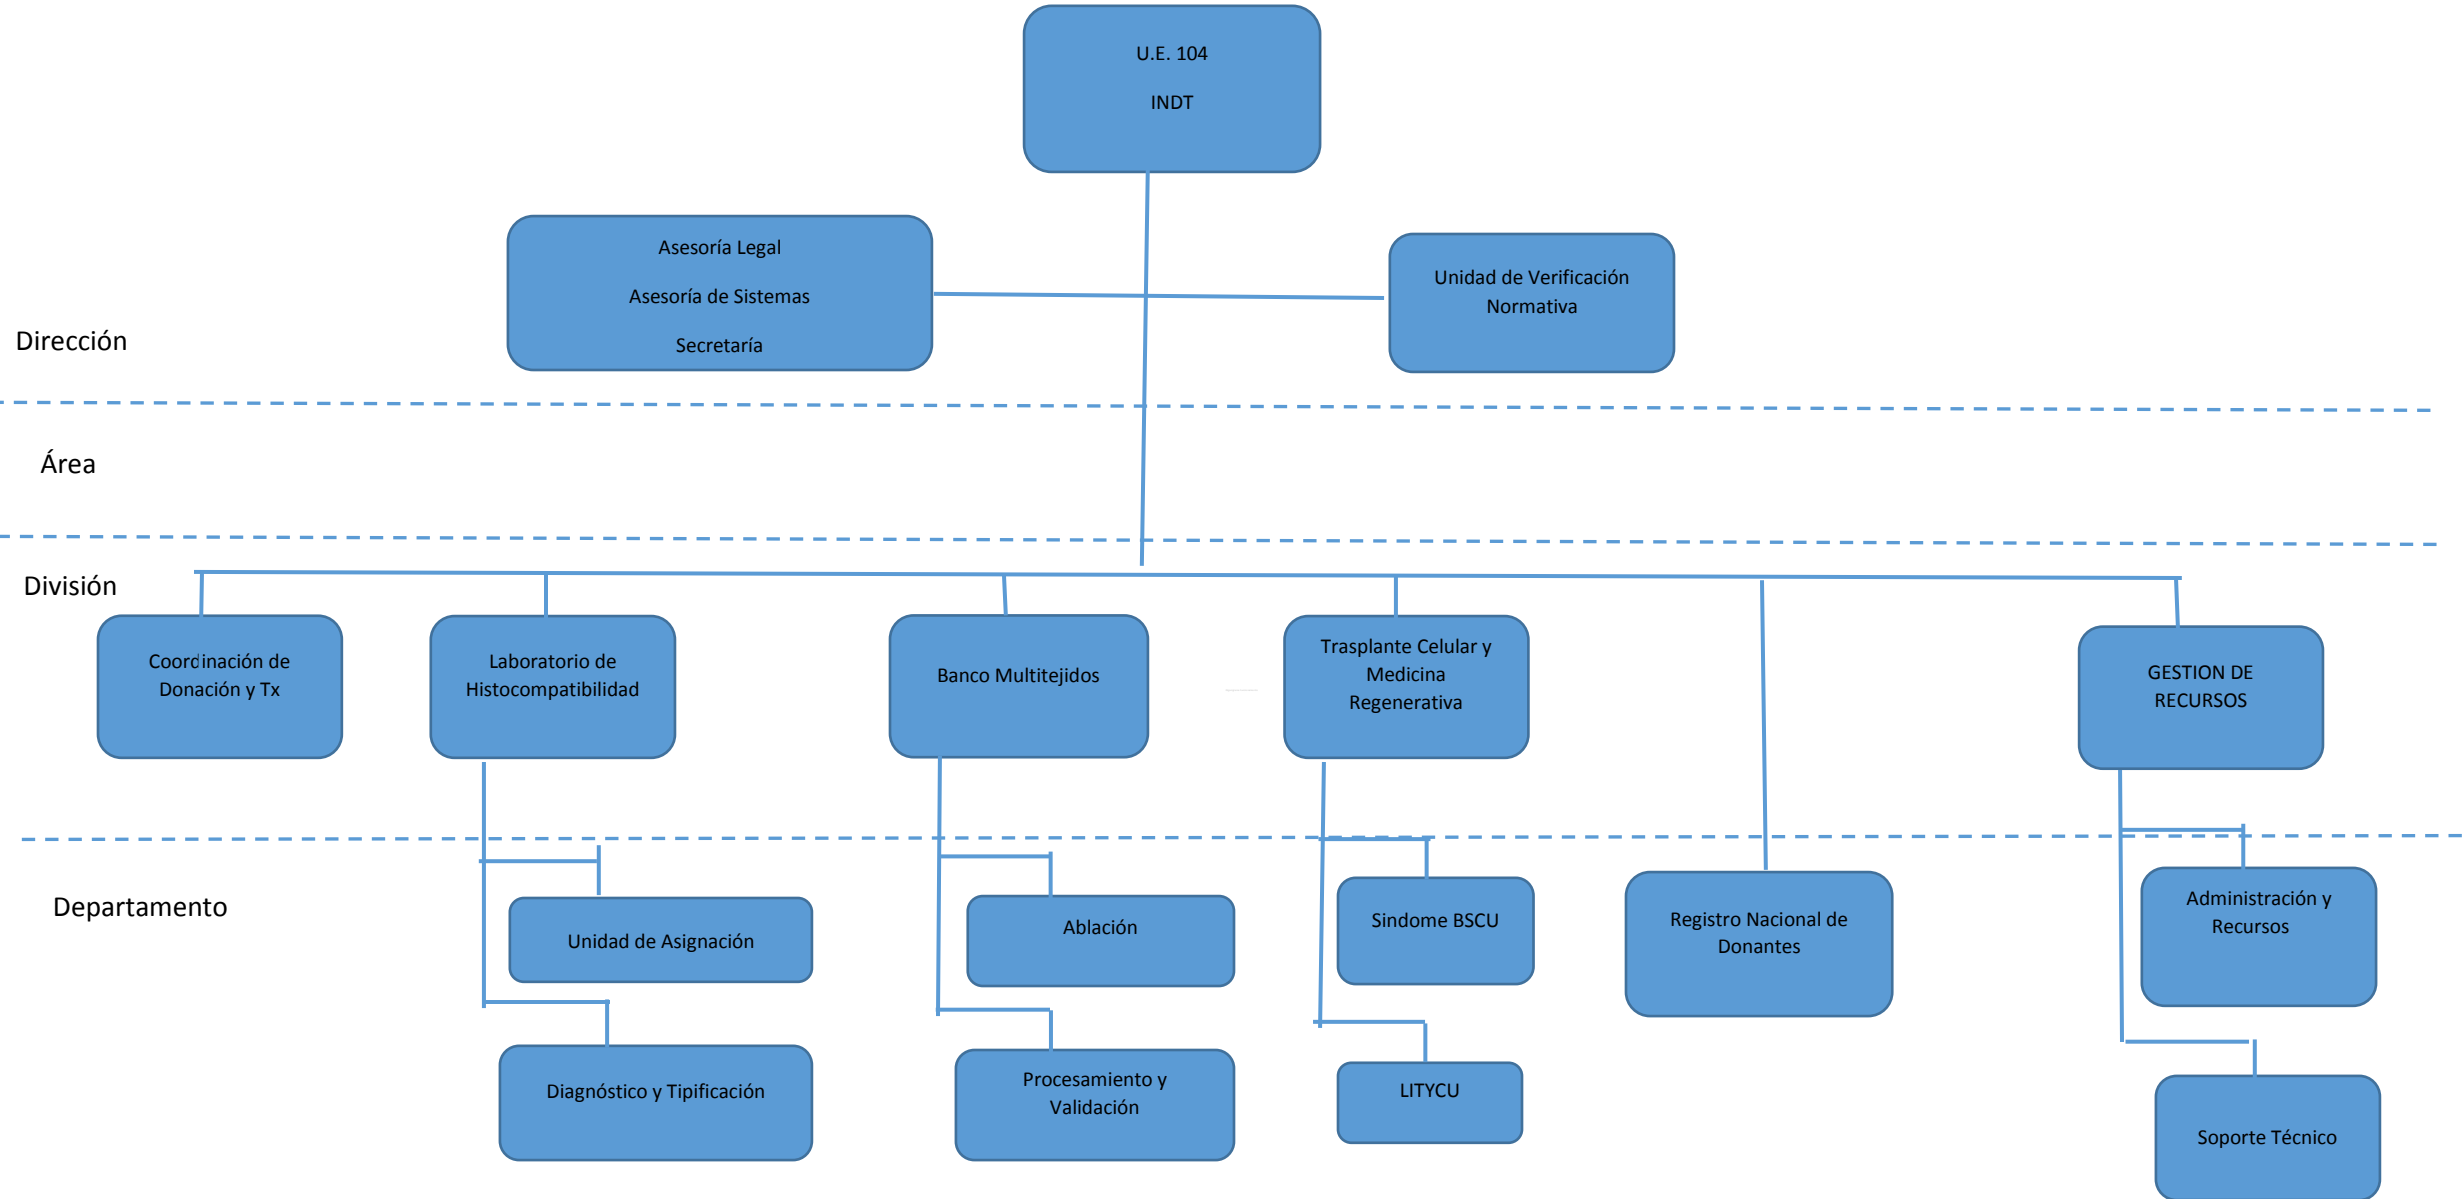 U.E. 104
INDT
Asesoría Legal
Asesoría de Sistemas
Secretaría
Unidad de Verificación
Normativa
Dirección
Área
División
Coordinación de
Donación y Tx
Laboratorio de
Histocompatibilidad
Banco Multitejidos
Trasplante Celular y
Medicina
Regenerativa
GESTION DE
RECURSOS
Departamento
Unidad de Asignación
Ablación
Sindome BSCU
Registro Nacional de
Donantes
Administración y
Recursos
Diagnóstico y Tipificación
Procesamiento y
Validación
LITYCU
Soporte Técnico